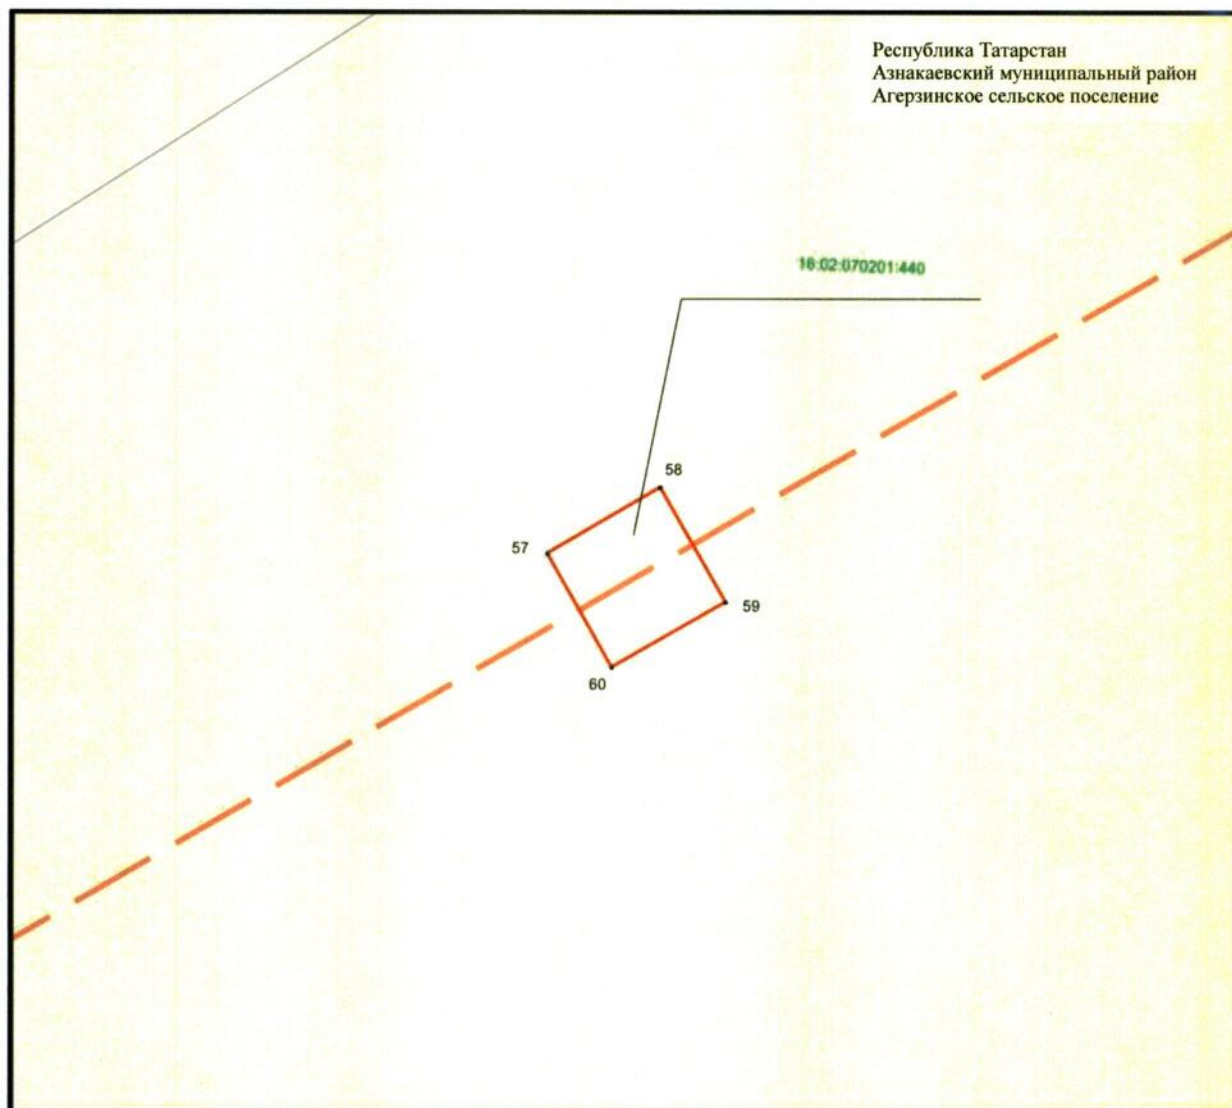 Республика Татарстан
Азнакаевский муниципальный район
Агерзинское сельское поселение
16:02:070201:440
58
57
59
60